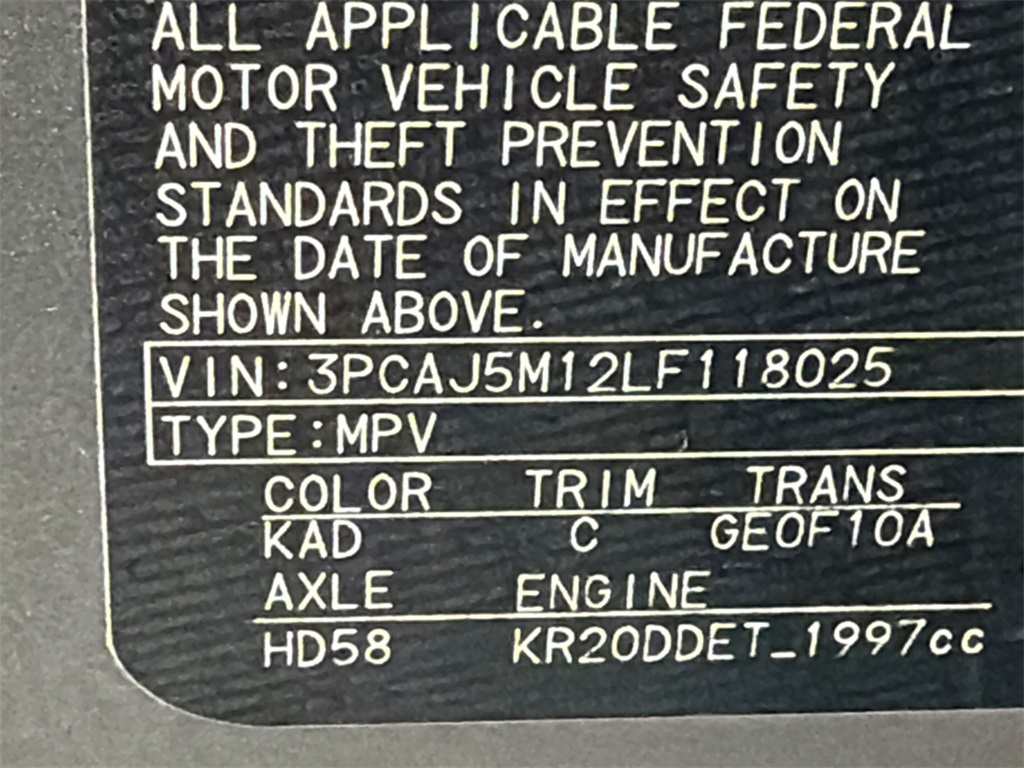 ALL APPLICABLE FEDERAL
MOTOR VEHICLE SAFETY
AND THEFT PREVENTION
STANDARDS IN EFFECT ON
THE DATE OF MANUFACTURE
SHOWN ABOVE.
VIN: 3PCAJ5M12LF118025
TYPE: MPV
COLOR TRIM TRANS
KAD C GE0F10A
AXLE ENGINE
HD58 KR20DDET_1997cc